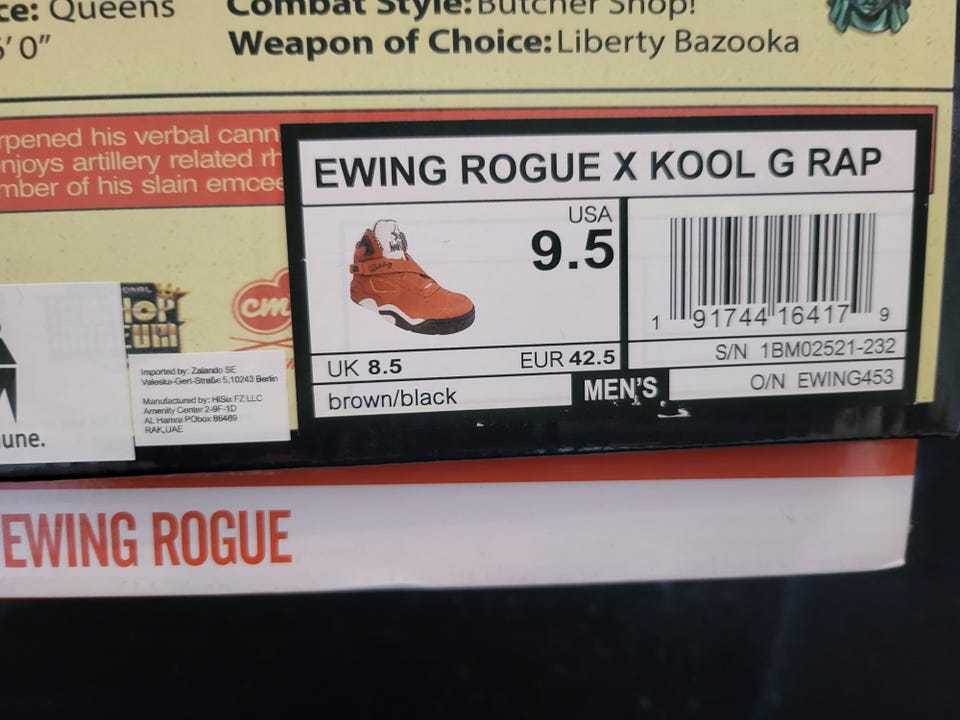 ce: Queens
Combat Style: Butcher Shop!
6' 0"
Weapon of Choice: Liberty Bazooka
rpened his verbal cann
njoys artillery related rh
mber of his slain emcee
EWING ROGUE X KOOL G RAP
USA
9.5
UK 8.5
EUR 42.5
brown/black
MEN'S
1 91744 16417 9
S/N 1BM02521-232
O/N EWING453
cm
Imported by: Zalando SE
Valeska-Gert-Straße 5,10243 Berlin
Manufactured by: HiSix FZ LLC
Amenity Center 2-9F-1D
AL Hamra PObox 86489
RAK,UAE
une.
EWING ROGUE